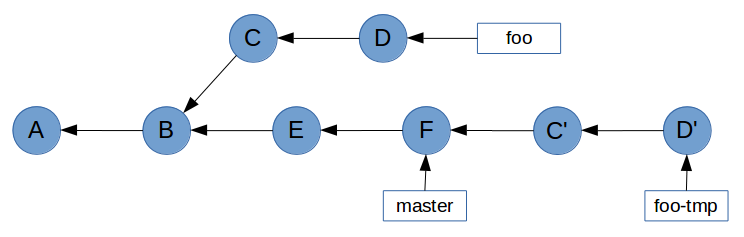 C D foo
A B E F C' D'
master foo-tmp